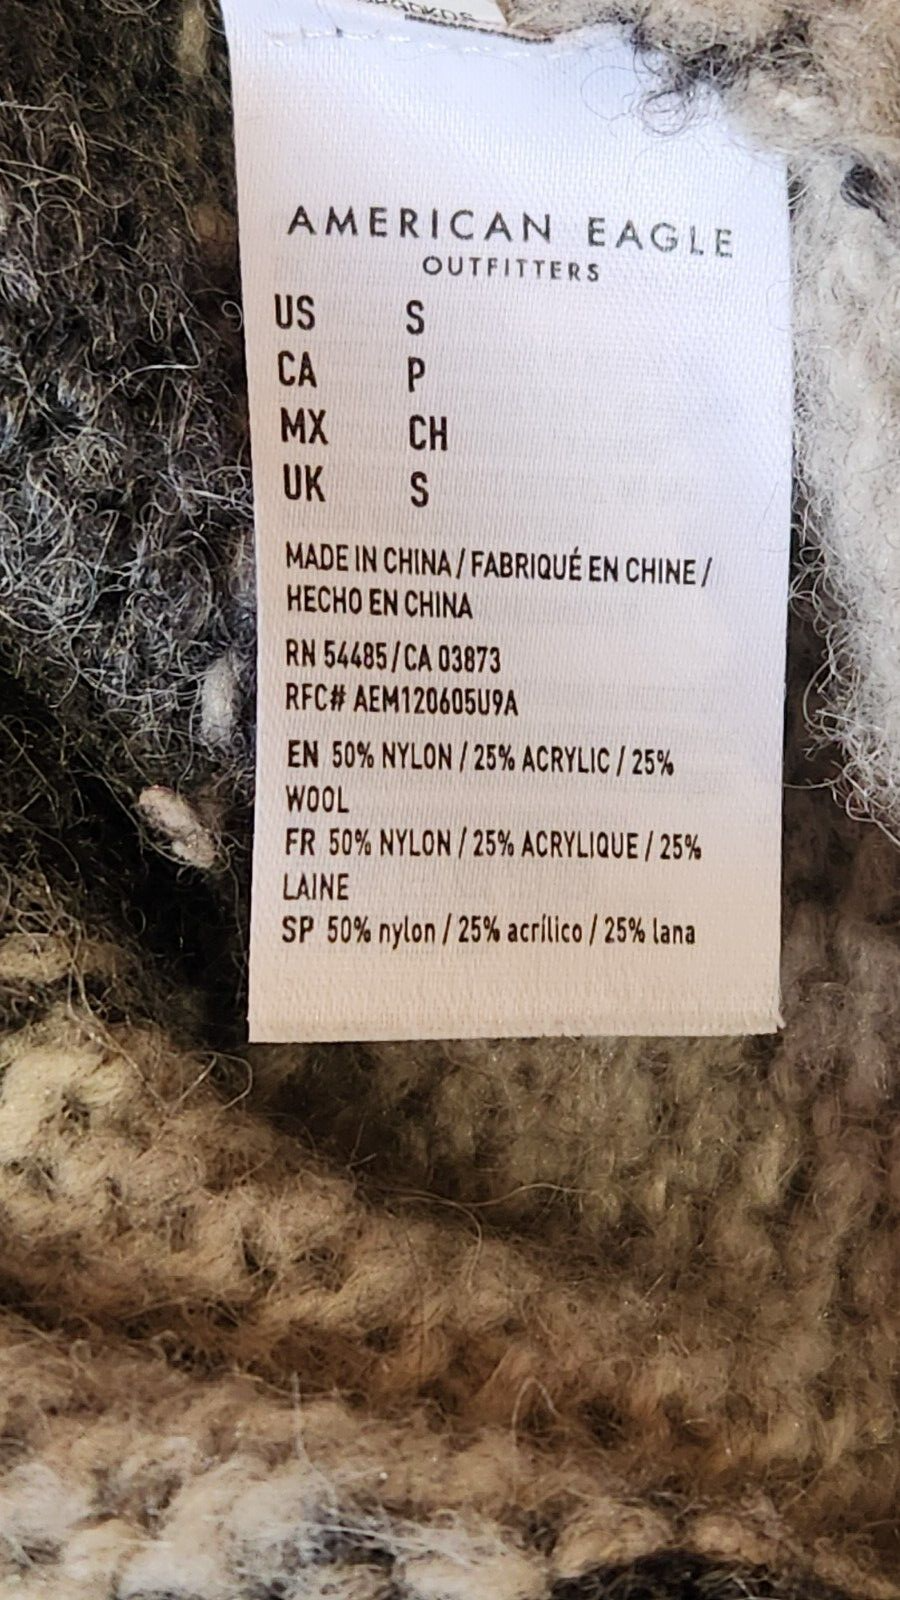 AMERICAN EAGLE
OUTFITTERS
US S
CA P
MX CH
UK S
MADE IN CHINA / FABRIQUÉ EN CHINE /
HECHO EN CHINA
RN 54485 / CA 03873
RFC# AEM120605U9A
EN 50% NYLON / 25% ACRYLIC / 25%
WOOL
FR 50% NYLON / 25% ACRYLIQUE / 25%
LAINE
SP 50% nylon / 25% acrílico / 25% lana